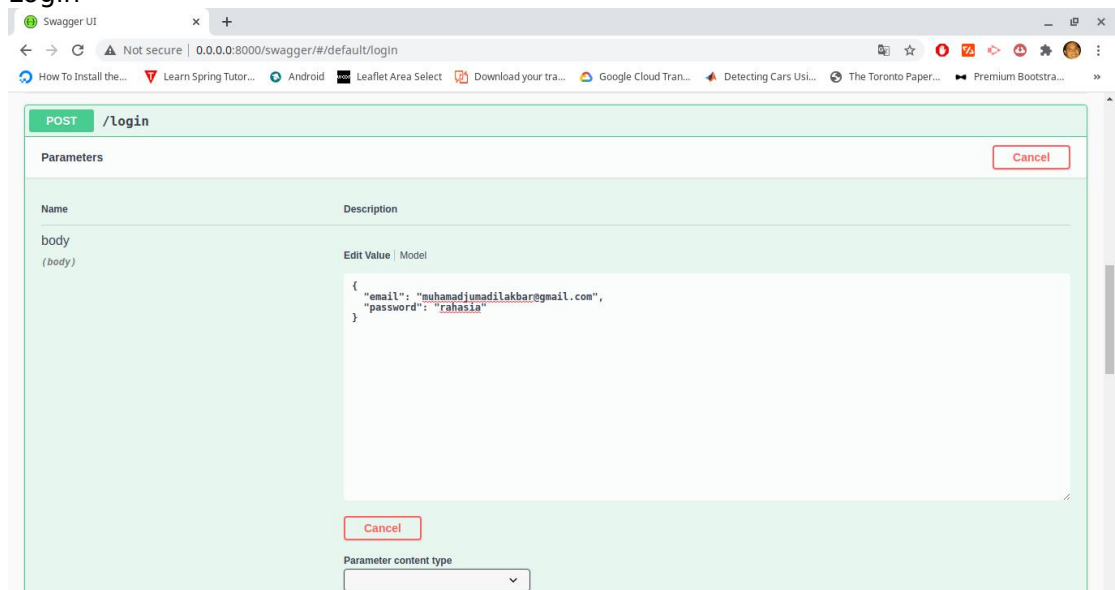 Login
Swagger UI
Not secure | 0.0.0.0:8000/swagger/#/default/login
How To Install the... Learn Spring Tutor... Android Leaflet Area Select Download your tra... Google Cloud Tran... Detecting Cars Usi... The Toronto Paper... Premium Bootstra... »
POST /login
Parameters Cancel
Name Description
body
(body)
Edit Value | Model
{
"email": "muhamadjumadilakbar@gmail.com",
"password": "rahasia"
}
Cancel
Parameter content type